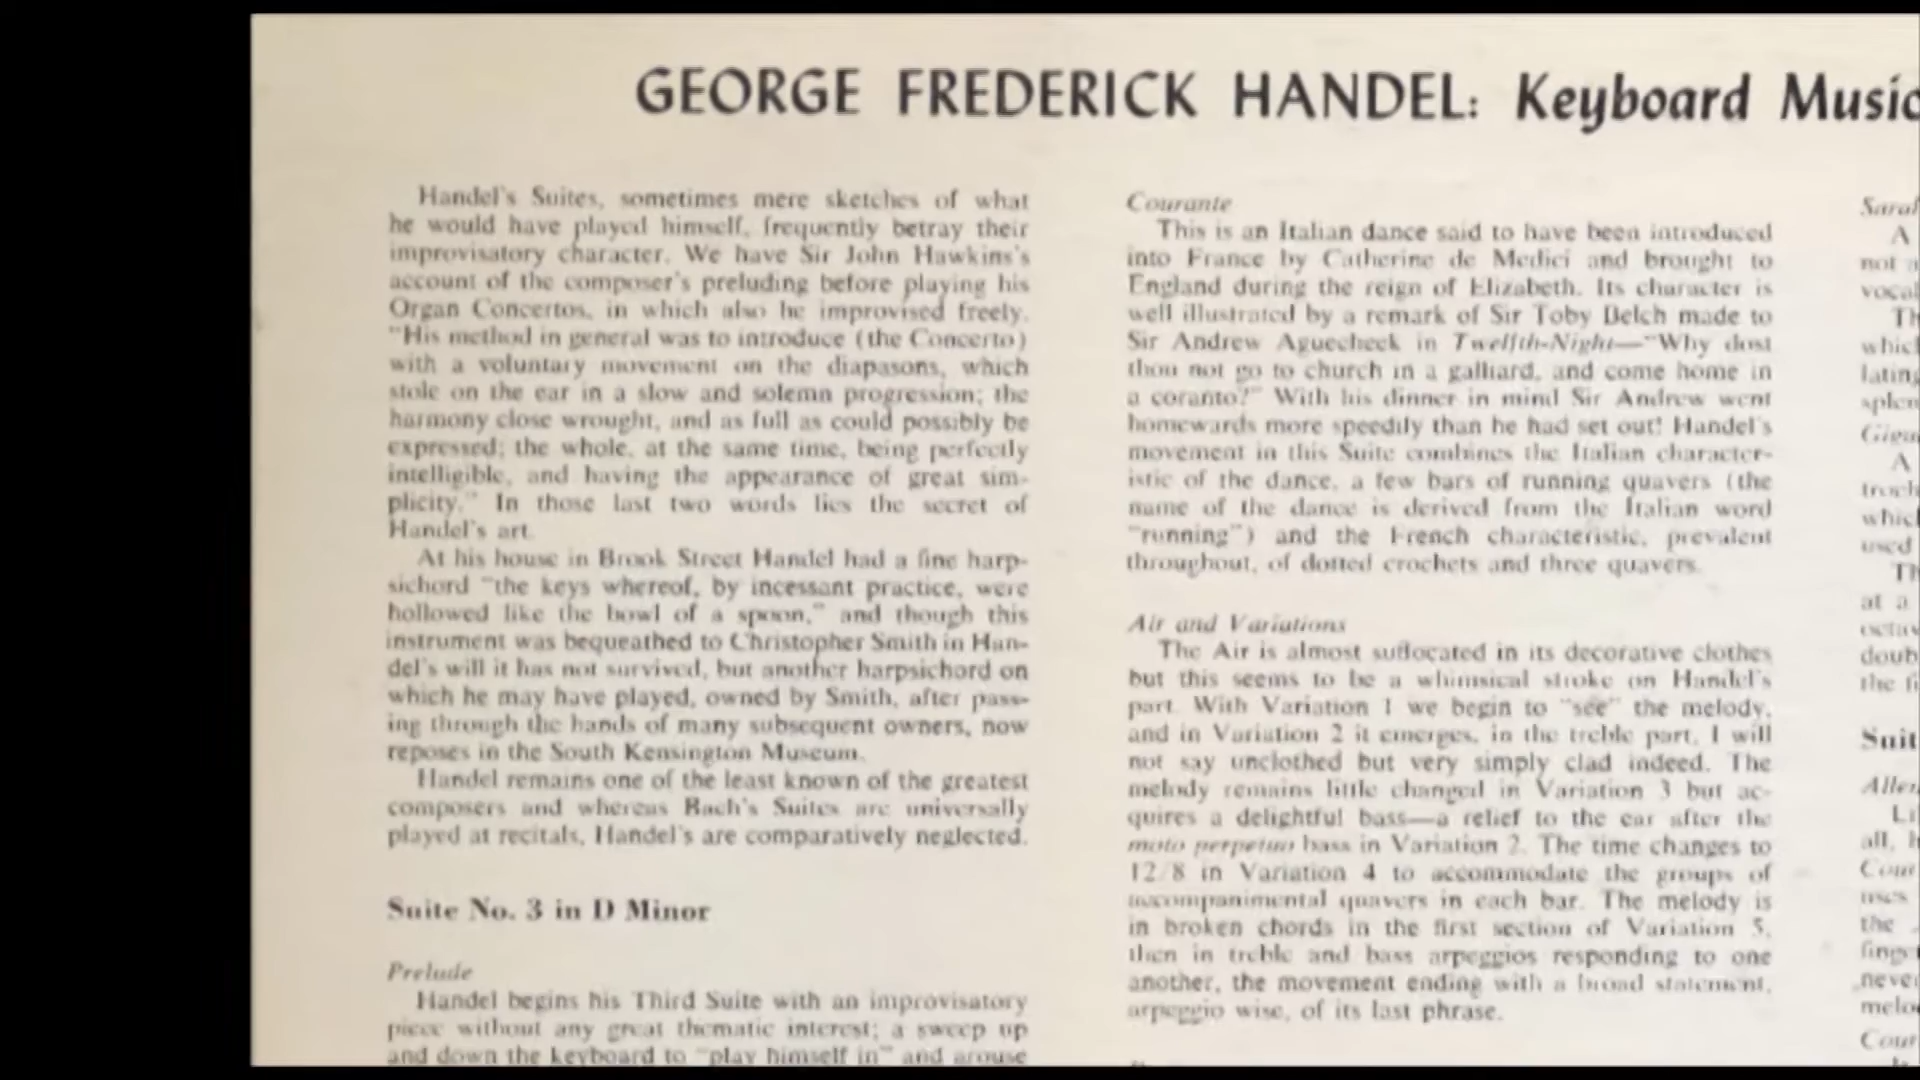 GEORGE FREDERICK HANDEL: Keyboard Music
Handel's Suites, sometimes mere sketches of what
he would have played himself, frequently betray their
improvisatory character. We have Sir John Hawkins's
account of the composer's preluding before playing his
Organ Concertos, in which also he improvised freely.
"His method in general was to introduce (the Concerto)
with a voluntary movement on the diapasons, which
stole on the ear in a slow and solemn progression; the
harmony close wrought, and as full as could possibly be
expressed; the whole, at the same time, being perfectly
intelligible, and having the appearance of great sim-
plicity." In those last two words lies the secret of
Handel's art.
At his house in Brook Street Handel had a fine harp-
sichord "the keys whereof, by incessant practice, were
hollowed like the bowl of a spoon," and though this
instrument was bequeathed to Christopher Smith in Han-
del's will it has not survived, but another harpsichord on
which he may have played, owned by Smith, after pass-
ing through the hands of many subsequent owners, now
reposes in the South Kensington Museum.
Handel remains one of the least known of the greatest
composers and whereas Bach's Suites are universally
played at recitals, Handel's are comparatively neglected.
Suite No. 3 in D Minor
Prelude
Handel begins his Third Suite with an improvisatory
piece without any great thematic interest; a sweep up
and down the keyboard to "play himself in" and arouse
Courante
This is an Italian dance said to have been introduced
into France by Catherine de Medici and brought to
England during the reign of Elizabeth. Its character is
well illustrated by a remark of Sir Toby Belch made to
Sir Andrew Aguecheek in Twelfth-Night—"Why dost
thou not go to church in a galliard, and come home in
a coranto?" With his dinner in mind Sir Andrew went
homewards more speedily than he had set out! Handel's
movement in this Suite combines the Italian character-
istic of the dance, a few bars of running quavers (the
name of the dance is derived from the Italian word
"running") and the French characteristic, prevalent
throughout, of dotted crochets and three quavers.
Air and Variations
The Air is almost suffocated in its decorative clothes
but this seems to be a whimsical stroke on Handel's
part. With Variation 1 we begin to "see" the melody,
and in Variation 2 it emerges, in the treble part, I will
not say unclothed but very simply clad indeed. The
melody remains little changed in Variation 3 but ac-
quires a delightful bass—a relief to the ear after the
moto perpetuo bass in Variation 2. The time changes to
12/8 in Variation 4 to accommodate the groups of
accompanimental quavers in each bar. The melody is
in broken chords in the first section of Variation 5,
then in treble and bass arpeggios responding to one
another, the movement ending with a broad statement,
arpeggio wise, of its last phrase.
A
not a
at a
the
all,
never